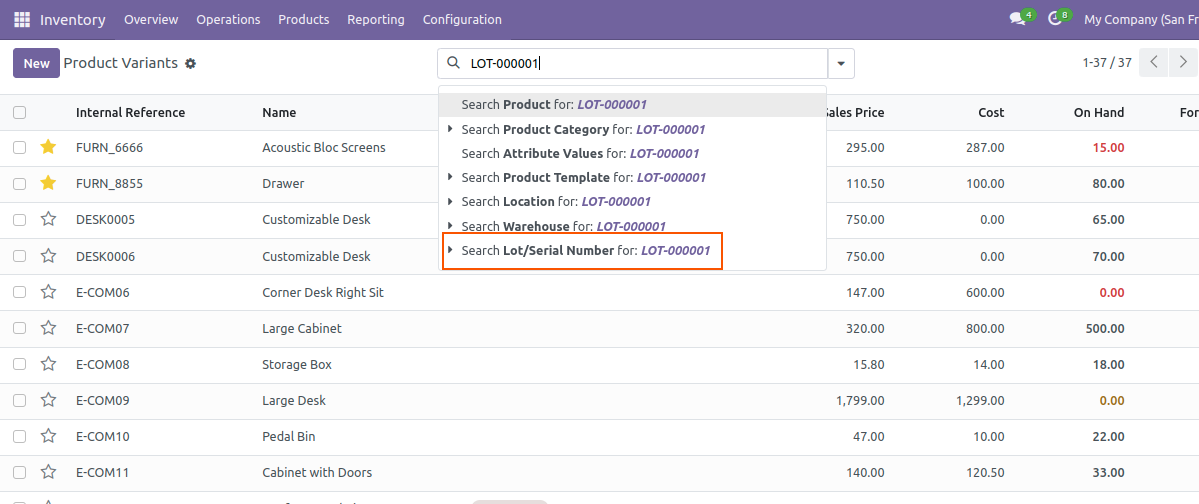 Inventory Overview Operations Products Reporting Configuration 4 8 My Company (San Fr
New Product Variants LOT-000001 1-37 / 37
Search Product for: LOT-000001
Search Product Category for: LOT-000001
Search Attribute Values for: LOT-000001
Search Product Template for: LOT-000001
Search Location for: LOT-000001
Search Warehouse for: LOT-000001
Search Lot/Serial Number for: LOT-000001
Internal Reference Name ales Price Cost On Hand For
FURN_6666 Acoustic Bloc Screens 295.00 287.00 15.00
FURN_8855 Drawer 110.50 100.00 80.00
DESK0005 Customizable Desk 750.00 0.00 65.00
DESK0006 Customizable Desk 750.00 0.00 70.00
E-COM06 Corner Desk Right Sit 147.00 600.00 0.00
E-COM07 Large Cabinet 320.00 800.00 500.00
E-COM08 Storage Box 15.80 14.00 18.00
E-COM09 Large Desk 1,799.00 1,299.00 0.00
E-COM10 Pedal Bin 47.00 10.00 22.00
E-COM11 Cabinet with Doors 140.00 120.50 33.00